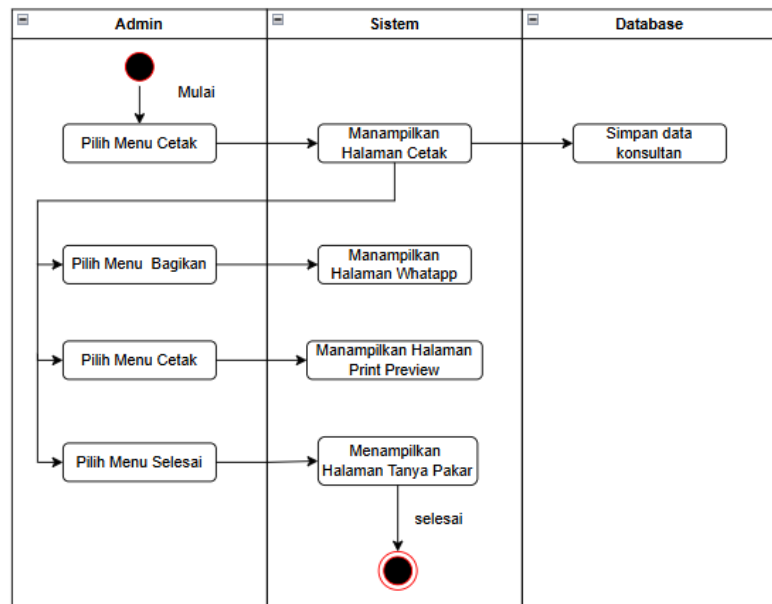 Admin
Sistem
Database
Mulai
Pilih Menu Cetak
Manampilkan
Halaman Cetak
Simpan data
konsultan
Pilih Menu  Bagikan
Manampilkan
Halaman Whatapp
Pilih Menu Cetak
Manampilkan Halaman
Print Preview
Pilih Menu Selesai
Menampilkan
Halaman Tanya Pakar
selesai